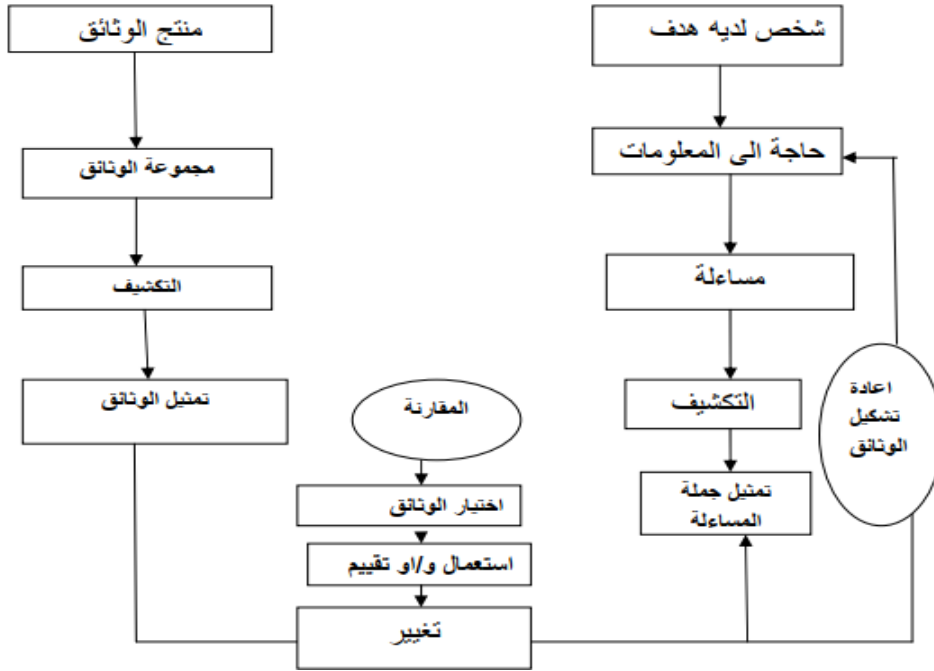 منتج الوثائق
شخص لديه هدف
مجموعة الوثائق
حاجة الى المعلومات
التكشيف
مساءلة
تمثيل الوثائق
المقارنة
التكشيف
اعادة
تشكيل
الوثائق
اختيار الوثائق
تمثيل جملة
المساءلة
استعمال و/او تقييم
تغيير